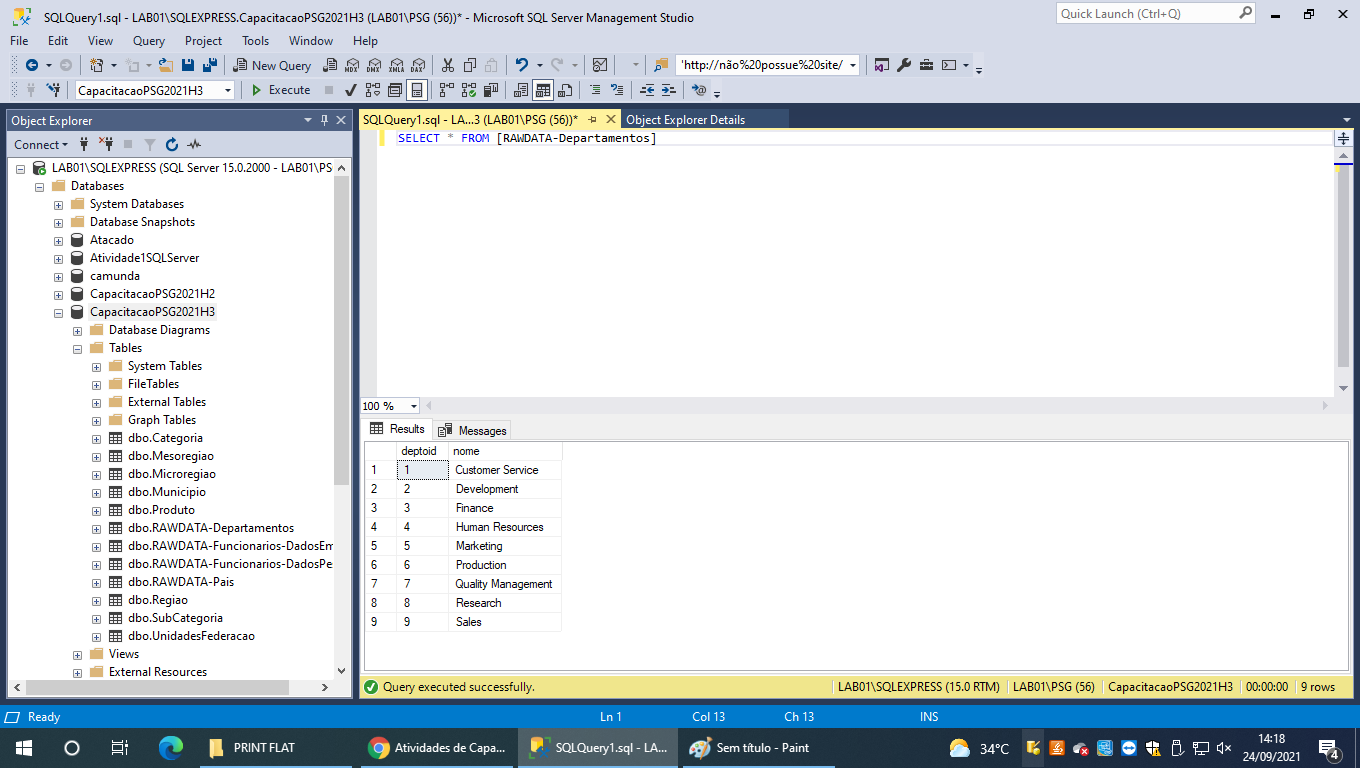 SQLQuery1.sql - LAB01\SQLEXPRESS.CapacitacaoPSG2021H3 (LAB01\PSG (56))* - Microsoft SQL Server Management Studio
Quick Launch (Ctrl+Q)
File Edit View Query Project Tools Window Help
New Query MDX DMX XMLA DAX 'http://não%20possue%20site/
CapacitacaoPSG2021H3 Execute
Object Explorer
SQLQuery1.sql - LA...3 (LAB01\PSG (56))* Object Explorer Details
Connect
SELECT * FROM [RAWDATA-Departamentos]
LAB01\SQLEXPRESS (SQL Server 15.0.2000 - LAB01\PS
Databases
System Databases
Database Snapshots
Atacado
Atividade1SQLServer
camunda
CapacitacaoPSG2021H2
CapacitacaoPSG2021H3
Database Diagrams
Tables
System Tables
FileTables
External Tables
Graph Tables
dbo.Categoria
dbo.Mesoregiao
dbo.Microregiao
dbo.Municipio
dbo.Produto
dbo.RAWDATA-Departamentos
dbo.RAWDATA-Funcionarios-DadosEm
dbo.RAWDATA-Funcionarios-DadosPe
dbo.RAWDATA-Pais
dbo.Regiao
dbo.SubCategoria
dbo.UnidadesFederacao
Views
External Resources
100 %
Results Messages
deptoid nome
1 1 Customer Service
2 2 Development
3 3 Finance
4 4 Human Resources
5 5 Marketing
6 6 Production
7 7 Quality Management
8 8 Research
9 9 Sales
Query executed successfully. LAB01\SQLEXPRESS (15.0 RTM) LAB01\PSG (56) CapacitacaoPSG2021H3 00:00:00 9 rows
Ready Ln 1 Col 13 Ch 13 INS
PRINT FLAT Atividades de Capa... SQLQuery1.sql - LA... Sem título - Paint 34°C 14:18
24/09/2021 4